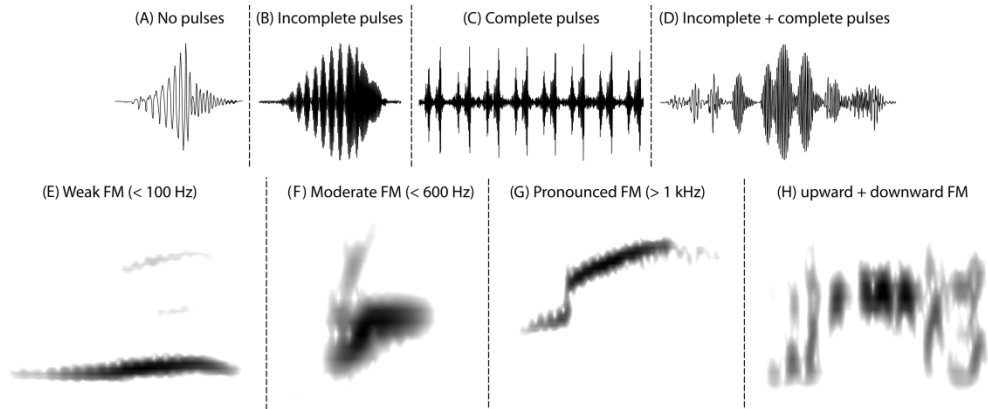 (A) No pulses
(B) Incomplete pulses
(C) Complete pulses
(D) Incomplete + complete pulses
(E) Weak FM (< 100 Hz)
(F) Moderate FM (< 600 Hz)
(G) Pronounced FM (> 1 kHz)
(H) upward + downward FM